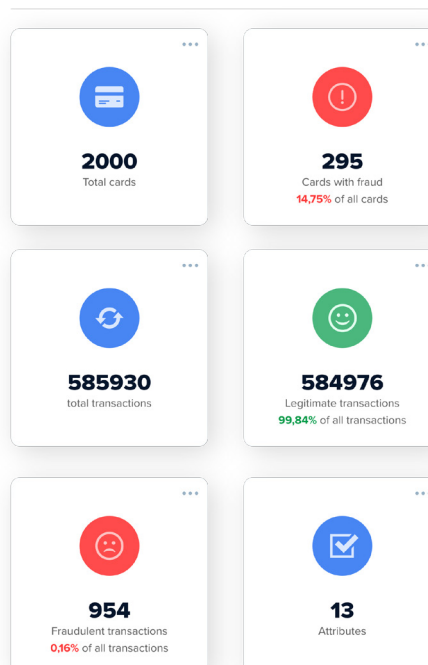 2000
Total cards
295
Cards with fraud
14,75% of all cards
585930
total transactions
584976
Legitimate transactions
99,84% of all transactions
954
Fraudulent transactions
0,16% of all transactions
13
Attributes